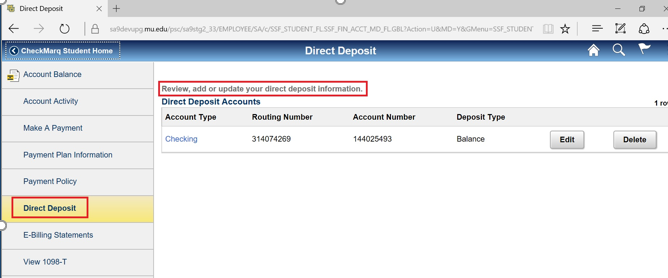 Direct Deposit
sa9devupg.mu.edu/psc/sa9stg2_33/EMPLOYEE/SA/c/SSF_STUDENT_FL.SSF_FIN_ACCT_MD_FL.GBL?Action=U&MD=Y&GMenu=SSF_STUDENT
CheckMarq Student Home
Direct Deposit
Account Balance
Account Activity
Make A Payment
Payment Plan Information
Payment Policy
Direct Deposit
E-Billing Statements
View 1098-T
Review, add or update your direct deposit information.
Direct Deposit Accounts
1 ro
Account Type Routing Number Account Number Deposit Type
Checking 314074269 144025493 Balance Edit Delete